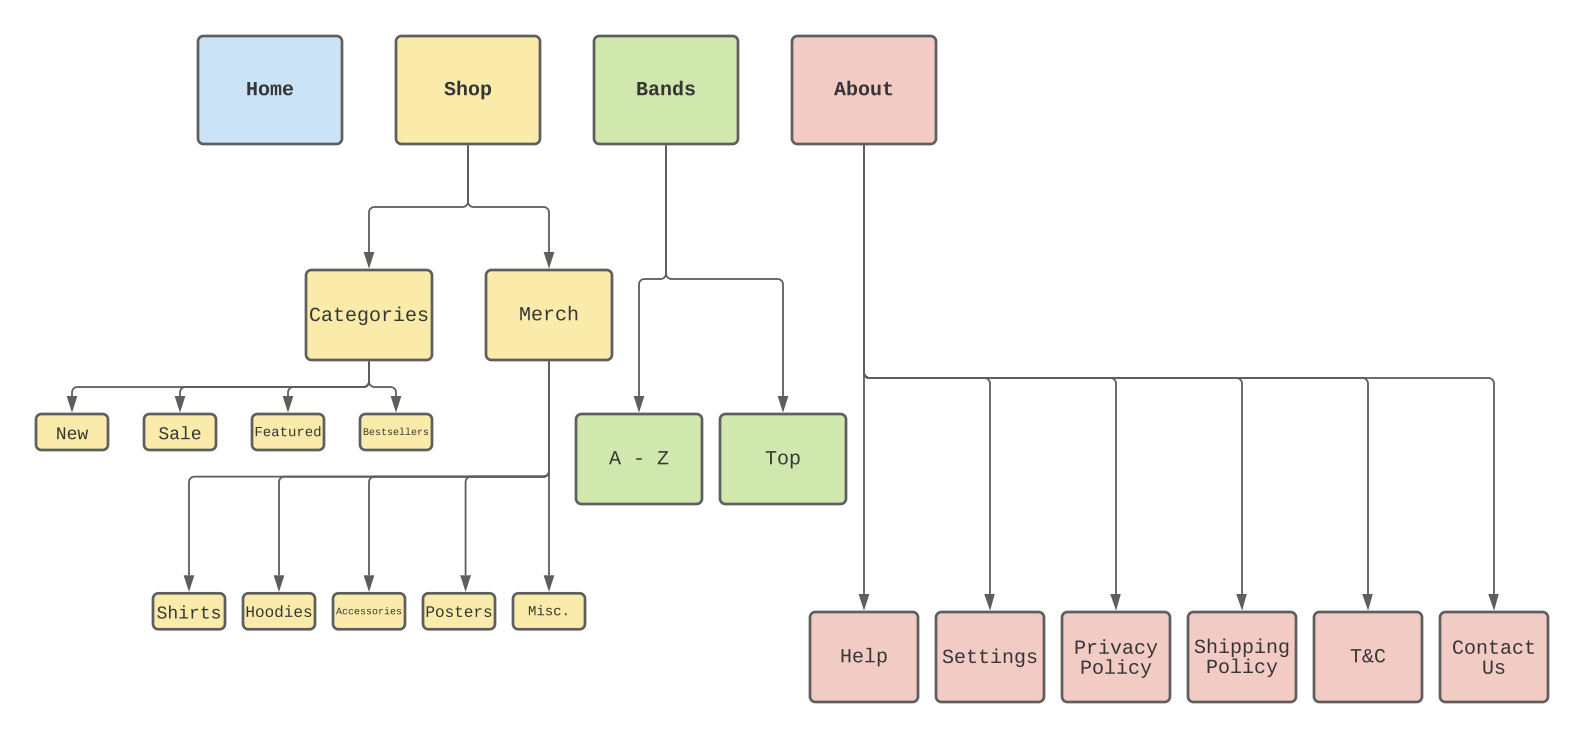 Home
Shop
Bands
About
Categories
Merch
New
Sale
Featured
Bestsellers
A - Z
Top
Shirts
Hoodies
Accessories
Posters
Misc.
Help
Settings
Privacy
Policy
Shipping
Policy
T&C
Contact
Us